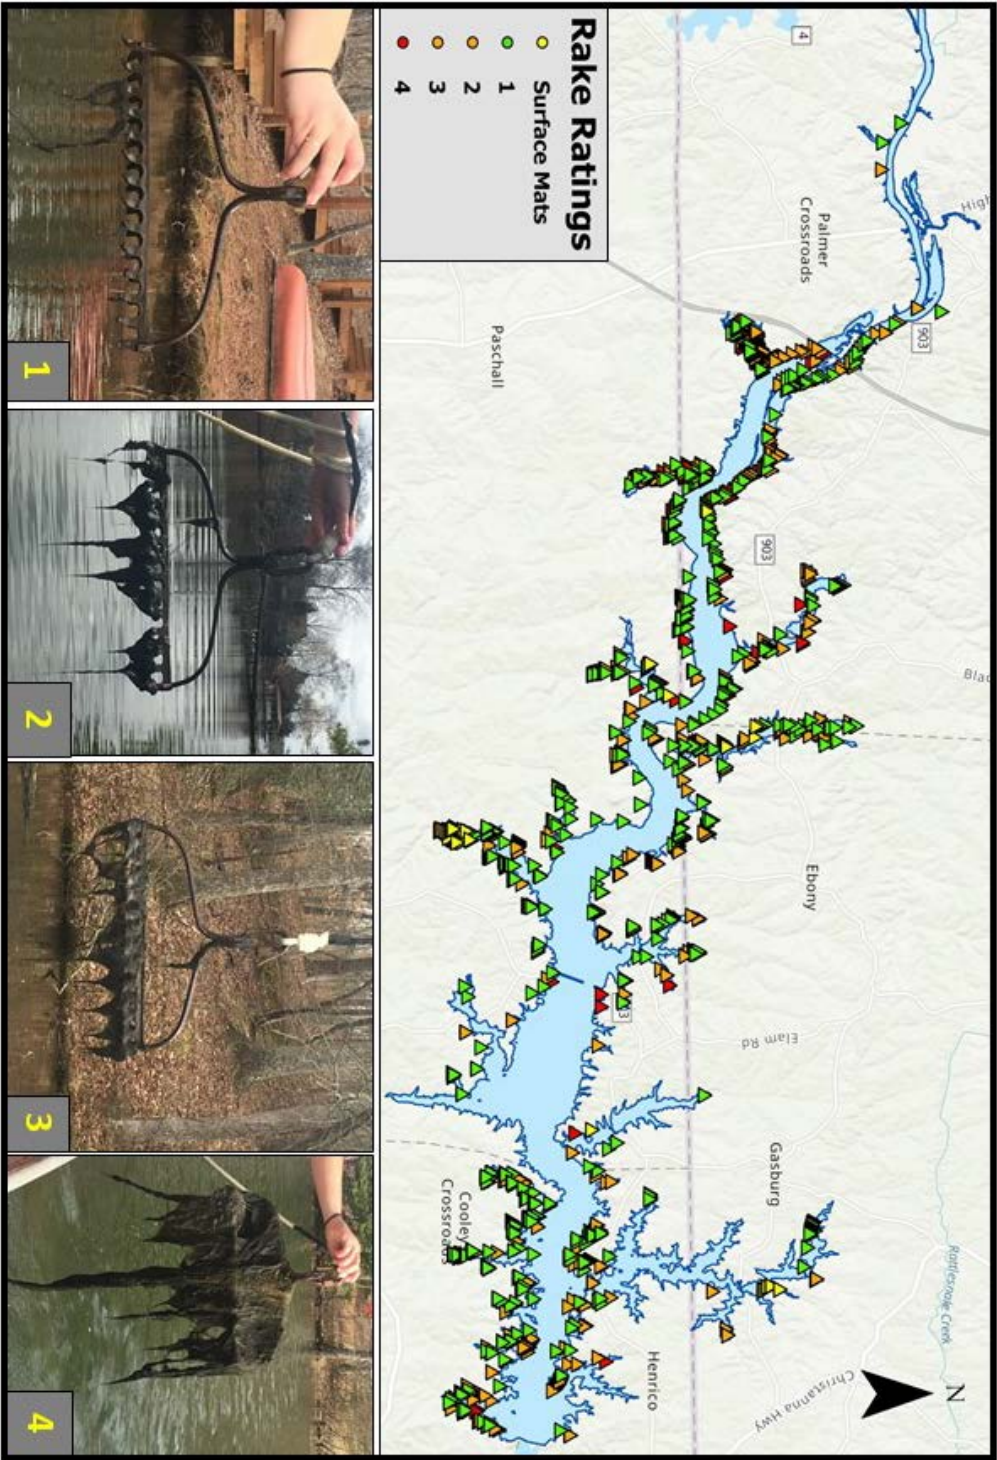 4
High
Palmer
Crossroads
903
Paschall
903
Ebony
Elam Rd
Gasburg
Rattlesnake Creek
Christanna Hwy
Henrico
Cooley
Crossroads
N
Rake Ratings
Surface Mats
1
2
3
4
1
2
3
4